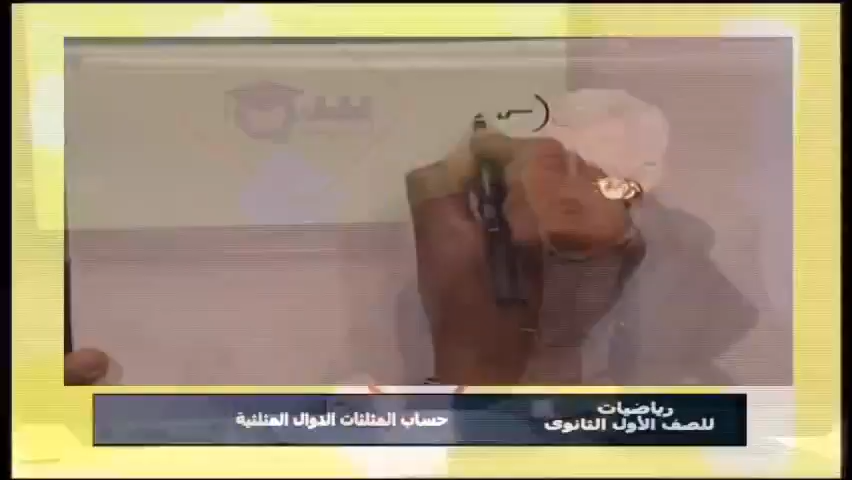 (س
رياضيات
للصف الأول الثانوى
حساب المثلثات الدوال المثلثية